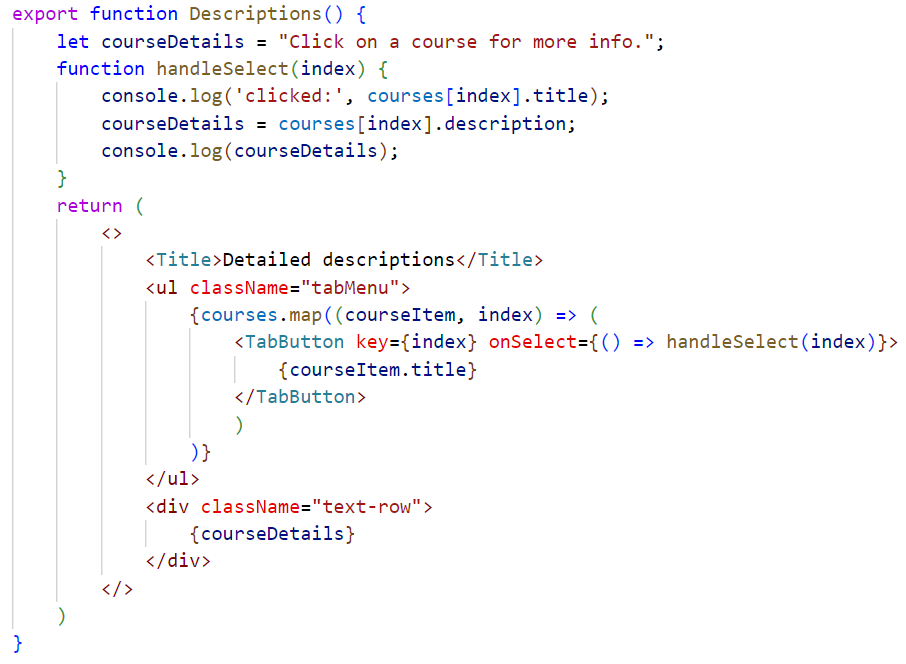 export function Descriptions() {
    let courseDetails = "Click on a course for more info.";
    function handleSelect(index) {
        console.log('clicked:', courses[index].title);
        courseDetails = courses[index].description;
        console.log(courseDetails);
    }
    return (
        <>
            <Title>Detailed descriptions</Title>
            <ul className="tabMenu">
                {courses.map((courseItem, index) => (
                    <TabButton key={index} onSelect={() => handleSelect(index)}>
                        {courseItem.title}
                    </TabButton>
                    )
                )}
            </ul>
            <div className="text-row">
                {courseDetails}
            </div>
        </>
    )
}